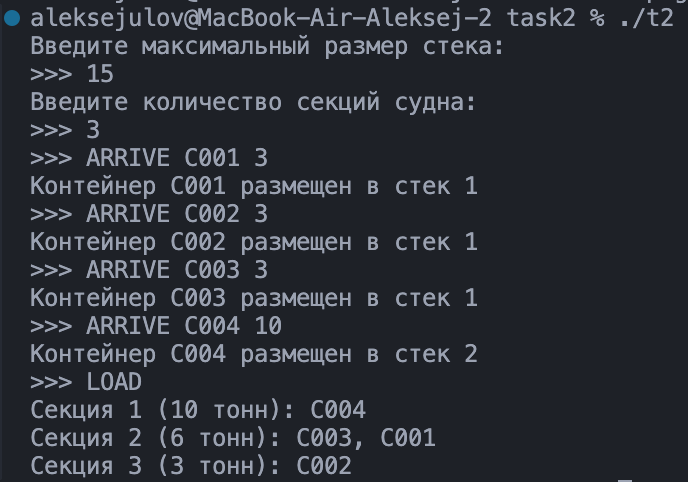 aleksejulov@MacBook-Air-Aleksej-2 task2 % ./t2
Введите максимальный размер стека:
>>> 15
Введите количество секций судна:
>>> 3
>>> ARRIVE C001 3
Контейнер C001 размещен в стек 1
>>> ARRIVE C002 3
Контейнер C002 размещен в стек 1
>>> ARRIVE C003 3
Контейнер C003 размещен в стек 1
>>> ARRIVE C004 10
Контейнер C004 размещен в стек 2
>>> LOAD
Секция 1 (10 тонн): C004
Секция 2 (6 тонн): C003, C001
Секция 3 (3 тонн): C002